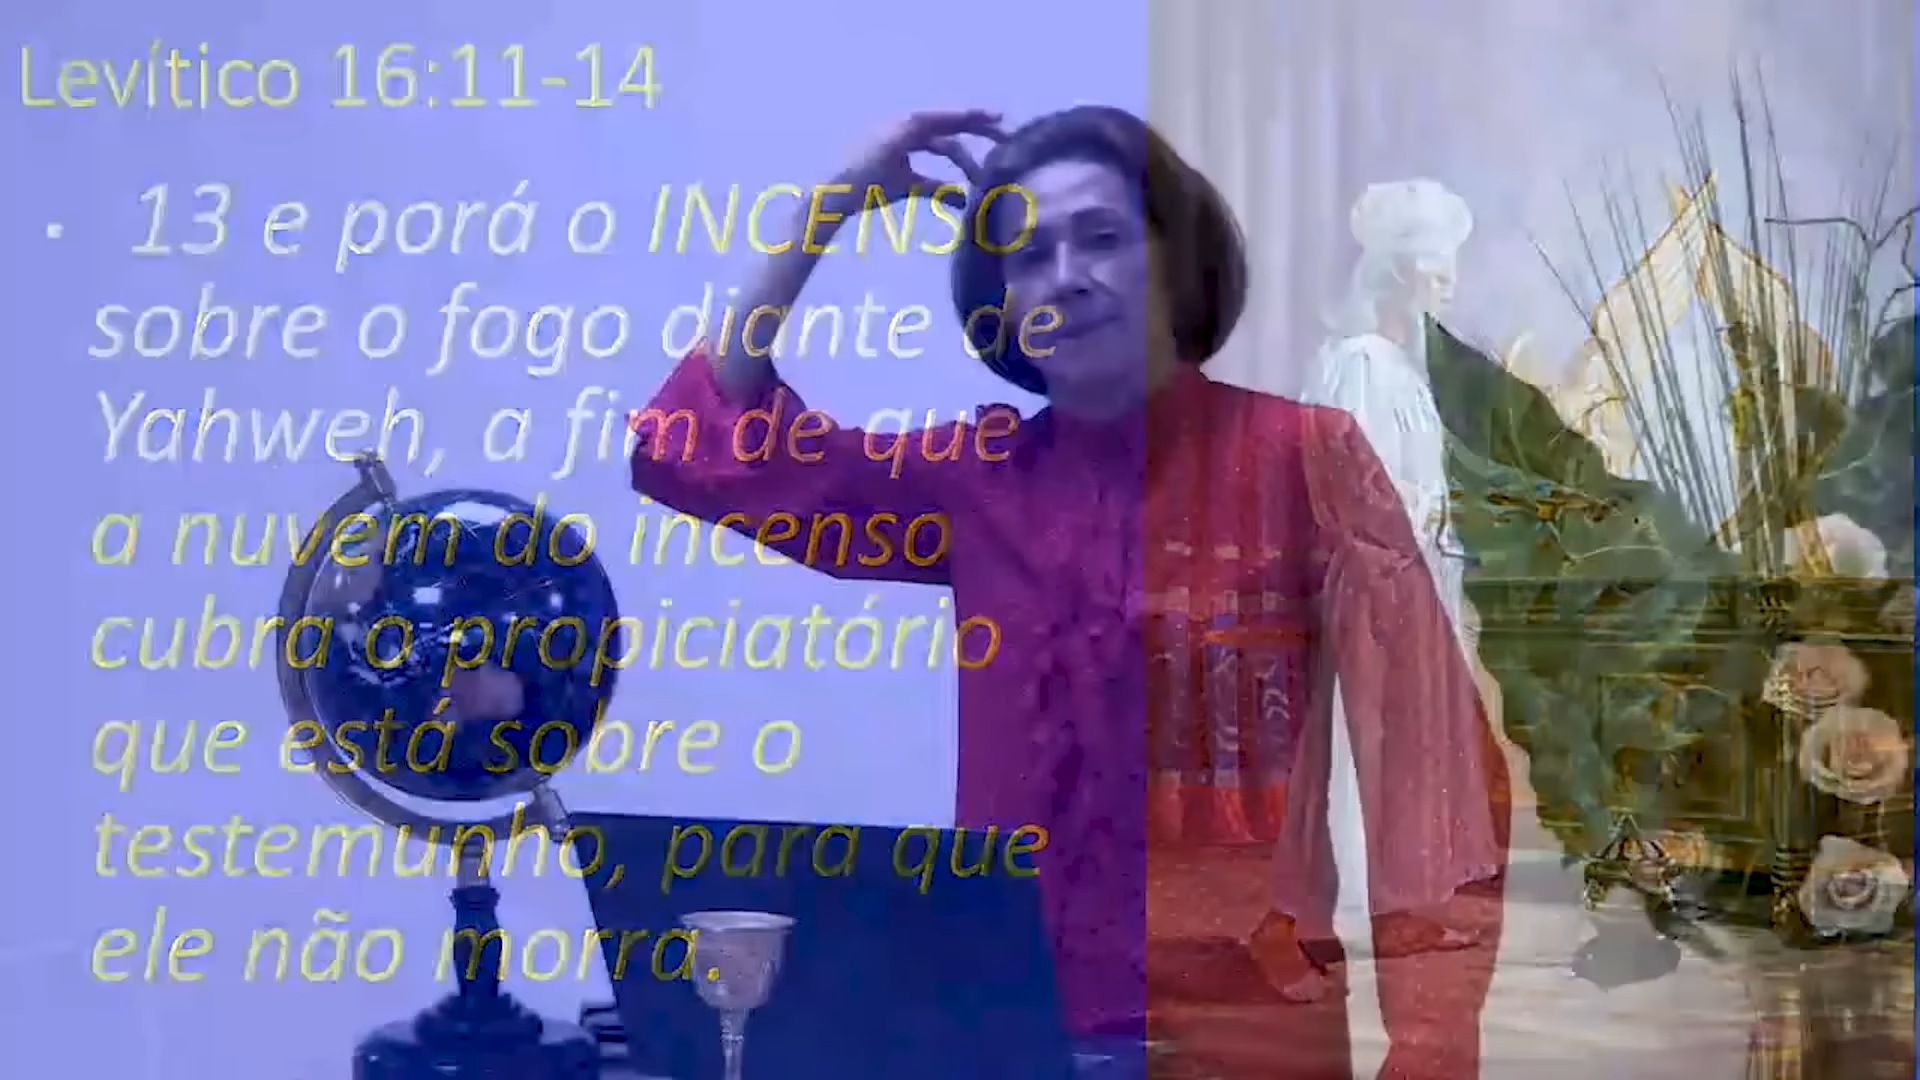 Levítico 16:11-14
• 13 e porá o INCENSO
sobre o fogo diante de
Yahweh, a fim de que
a nuvem do incenso
cubra o propiciatório
que está sobre o
testemunho, para que
ele não morra.